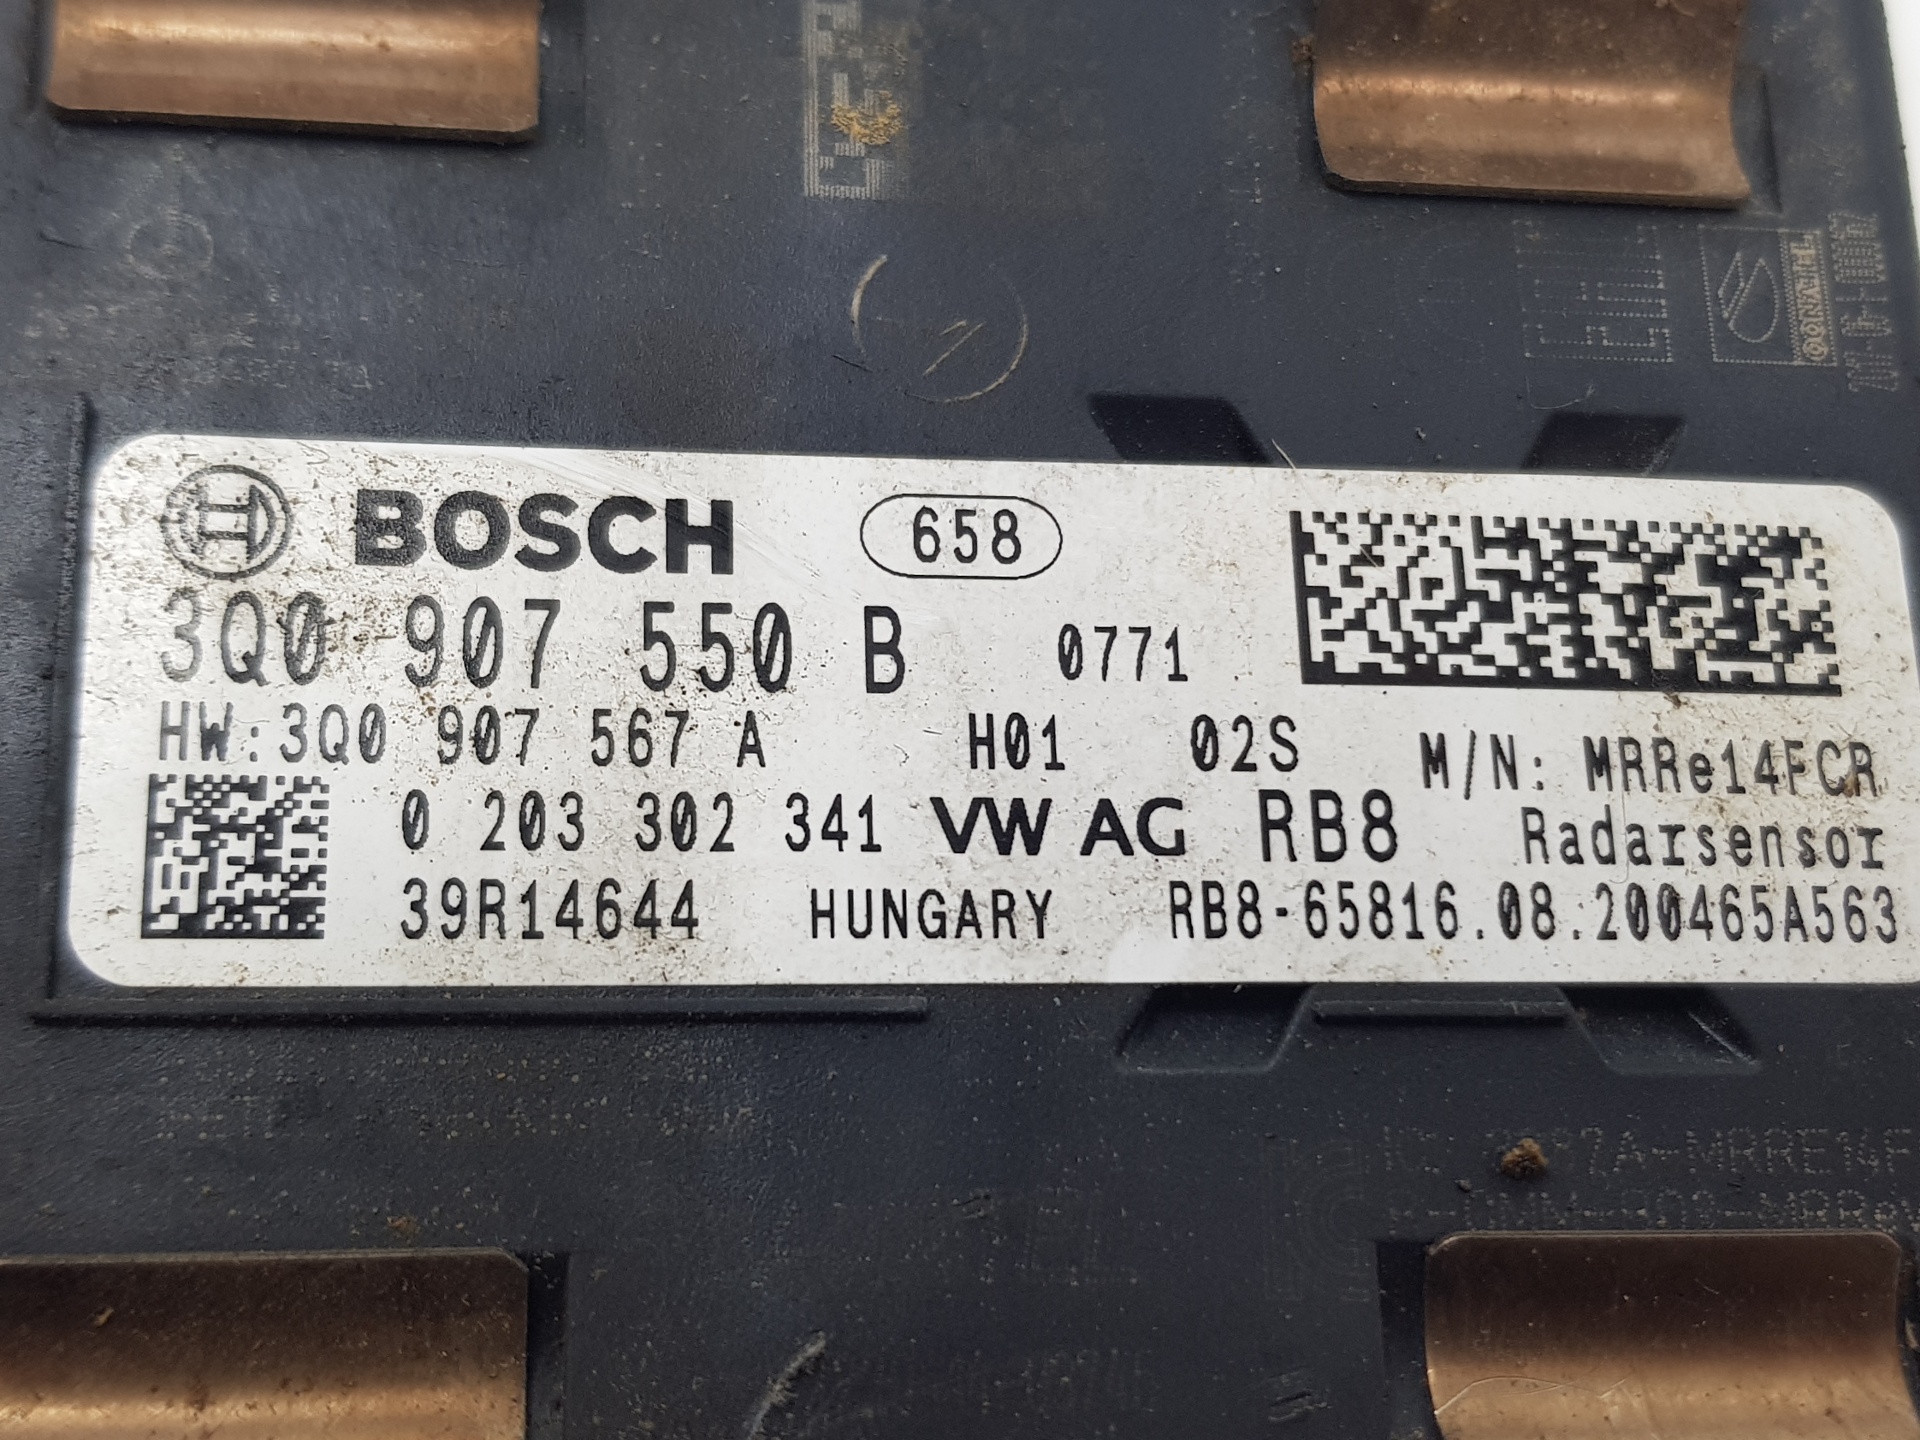 CONATEL
BOSCH 658
3Q0 907 550 B 0771
HW:3Q0 907 567 A H01 02S M/N: MRRe14FCR
0 203 302 341 VW AG RB8 Radarsensor
39R14644 HUNGARY RB8-65816.08.200465A563